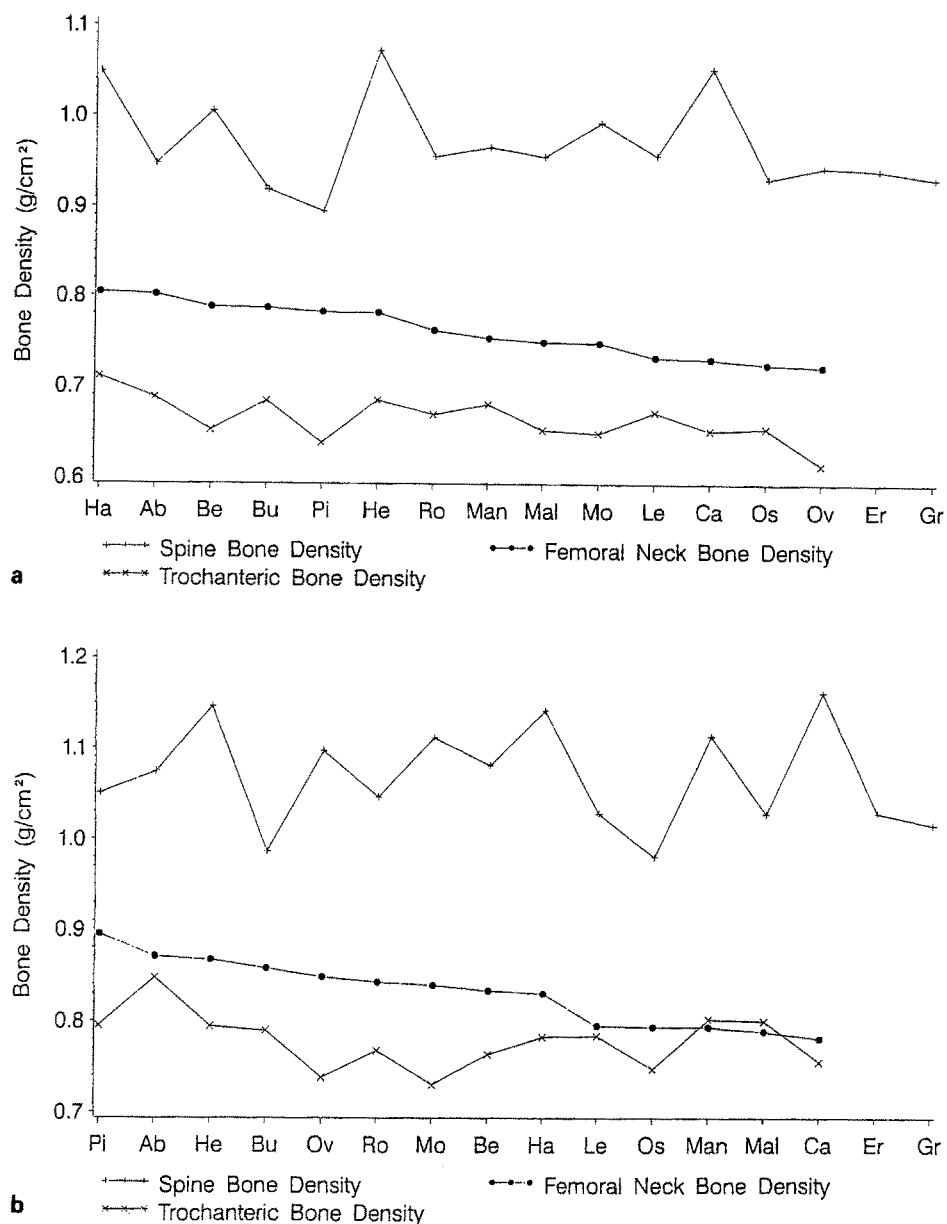 1.1
1.0
0.9
0.8
0.7
0.6
Bone Density (g/cm²)
Ha Ab Be Bu Pi He Ro Man Mal Mo Le Ca Os Ov Er Gr
Spine Bone Density Femoral Neck Bone Density
Trochanteric Bone Density
a
1.2
1.1
1.0
0.9
0.8
0.7
Bone Density (g/cm²)
Pi Ab He Bu Ov Ro Mo Be Ha Le Os Man Mal Ca Er Gr
Spine Bone Density Femoral Neck Bone Density
Trochanteric Bone Density
b